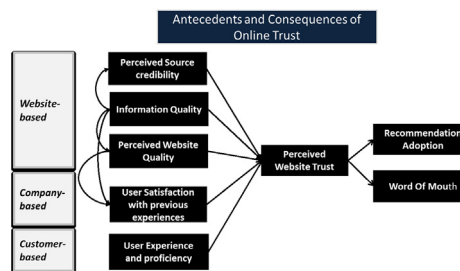 Antecedents and Consequences of
Online Trust
Website-
based
Company-
based
Customer-
based
Perceived Source
credibility
Information Quality
Perceived Website
Quality
User Satisfaction
with previous
experiences
User Experience
and proficiency
Perceived
Website Trust
Recommendation
Adoption
Word Of Mouth